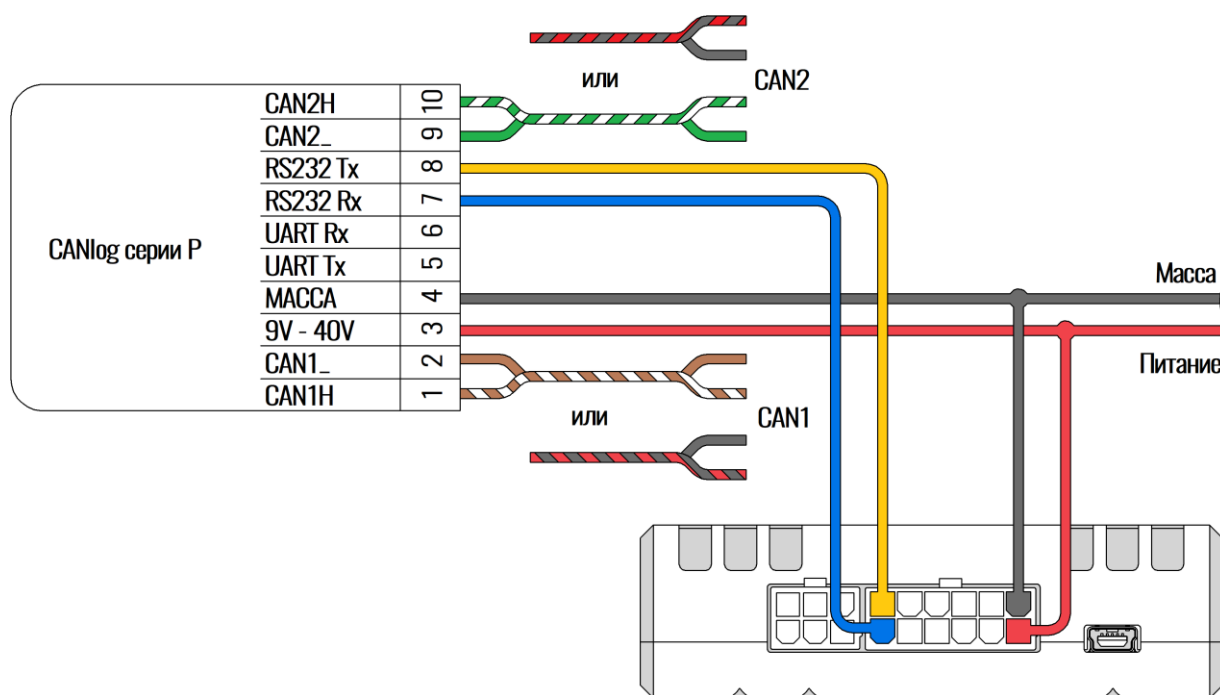 или
CAN2
CAN2H 10
CAN2_ 9
RS232 Tx 8
RS232 Rx 7
UART Rx 6
CANlog серии P
UART Tx 5
МАССА 4
Масса
9V - 40V 3
Питание
CAN1_ 2
CAN1H 1
или
CAN1